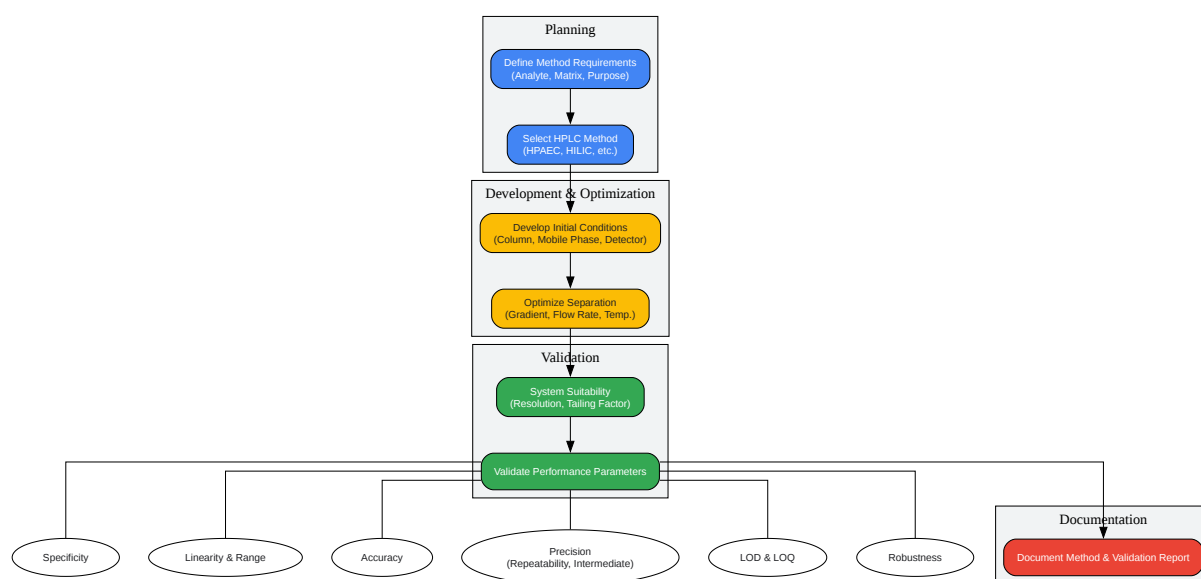 Planning
Define Method Requirements
(Analyte, Matrix, Purpose)
Select HPLC Method
(HPAEC, HILIC, etc.)
Development & Optimization
Develop Initial Conditions
(Column, Mobile Phase, Detector)
Optimize Separation
(Gradient, Flow Rate, Temp.)
Validation
System Suitability
(Resolution, Tailing Factor)
Validate Performance Parameters
Specificity
Linearity & Range
Accuracy
Precision
(Repeatability, Intermediate)
LOD & LOQ
Robustness
Documentation
Document Method & Validation Report